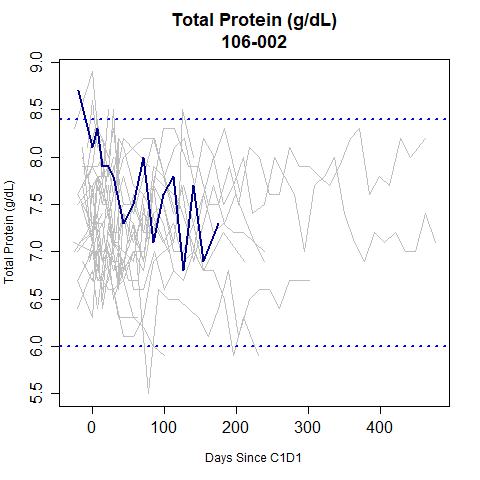 Total Protein (g/dL)
106-002
Total Protein (g/dL)
9.0
8.5
8.0
7.5
7.0
6.5
6.0
5.5
0 100 200 300 400
Days Since C1D1